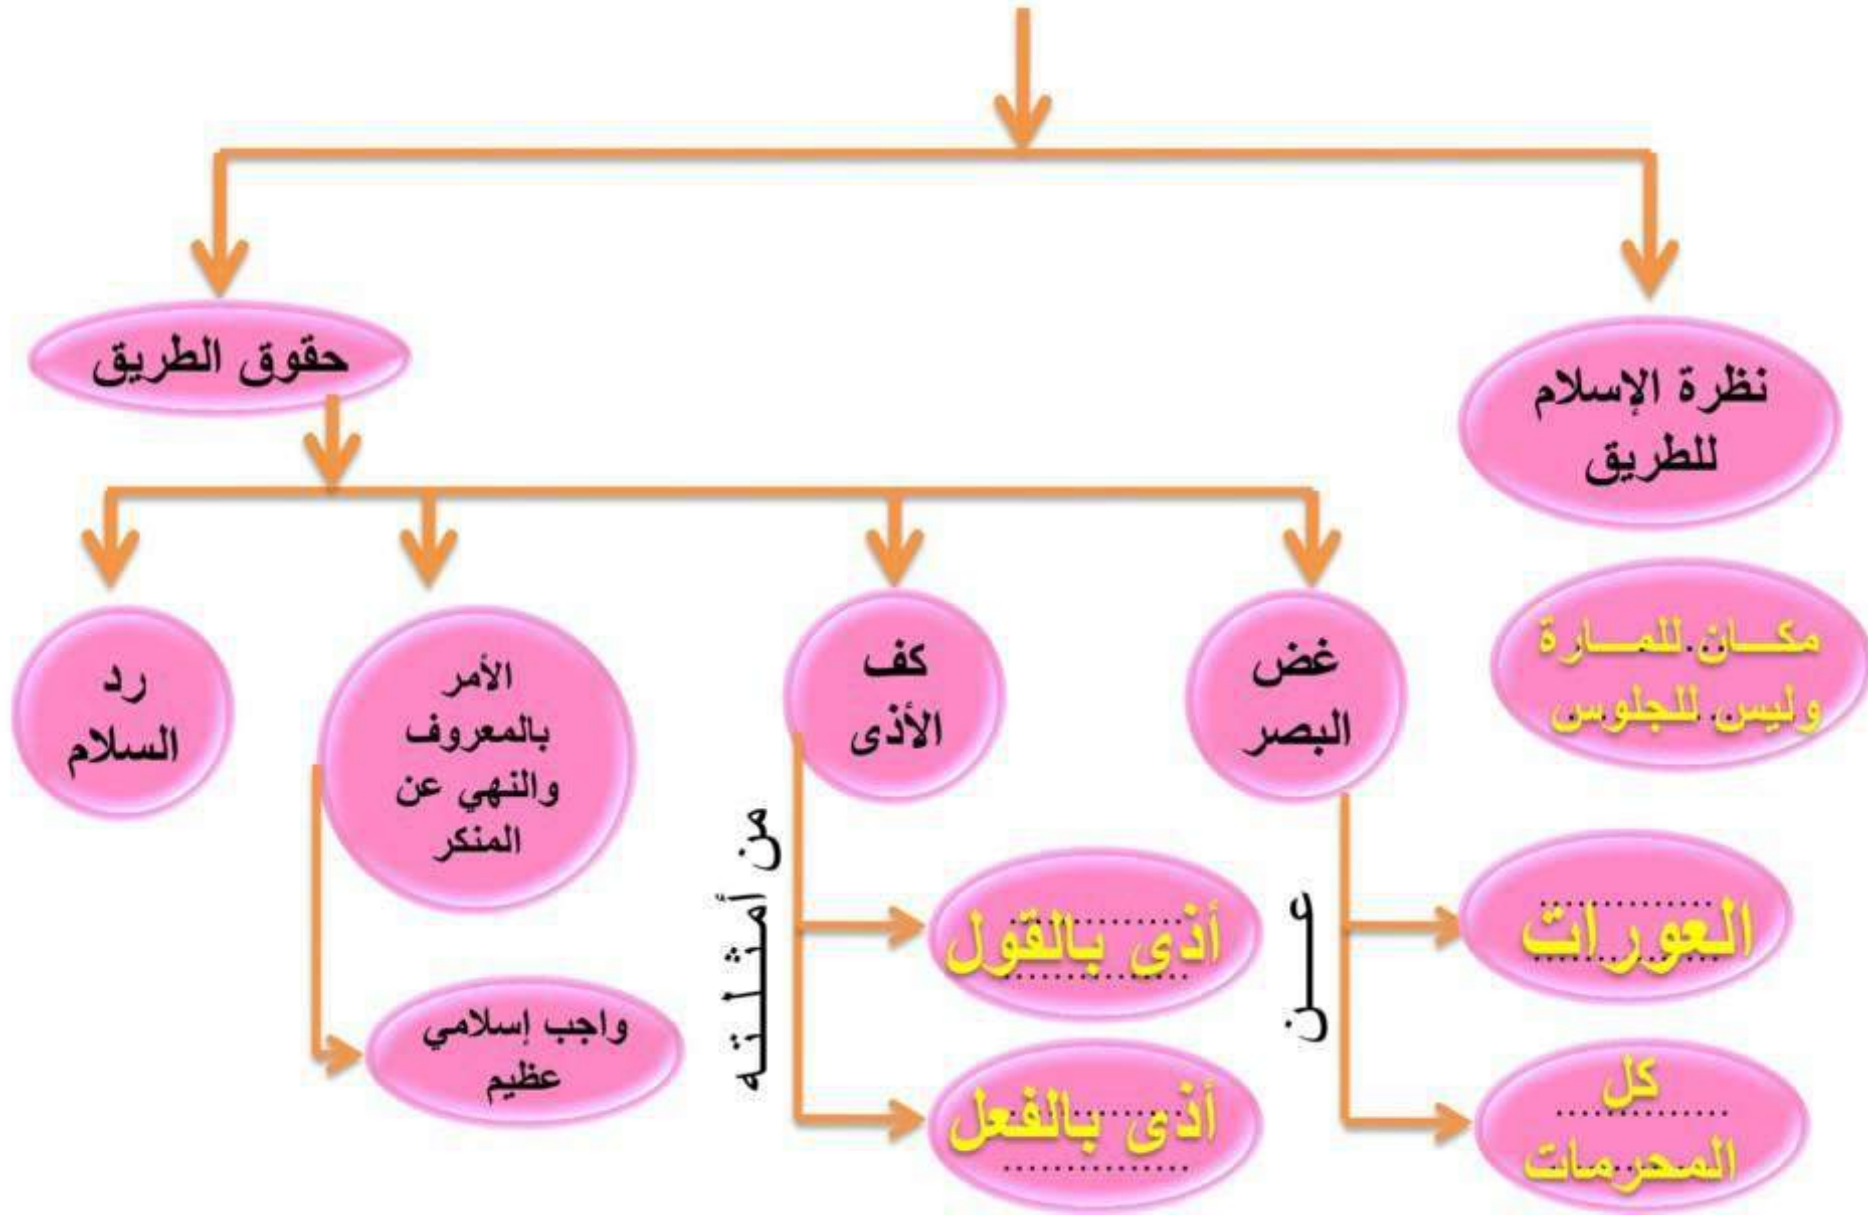 نظرة الإسلام
للطريق
مكان للمارة
وليس للجلوس
حقوق الطريق
غض
البصر
عن
العورات
كل
المحرمات
كف
الأذى
من أمثلته
أذى بالقول
أذى بالفعل
الأمر
بالمعروف
والنهي عن
المنكر
واجب إسلامي
عظيم
رد
السلام